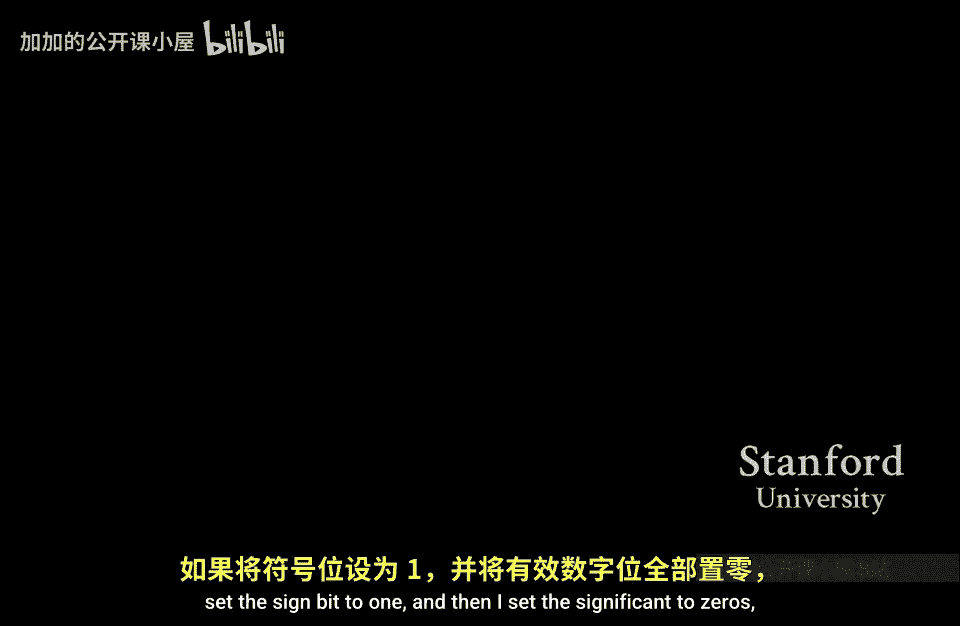 加加的公开课小屋 bilibili
Stanford
University
如果将符号位设为 1，并将有效数字位全部置零，
set the sign bit to one, and then I set the significant to zeros,